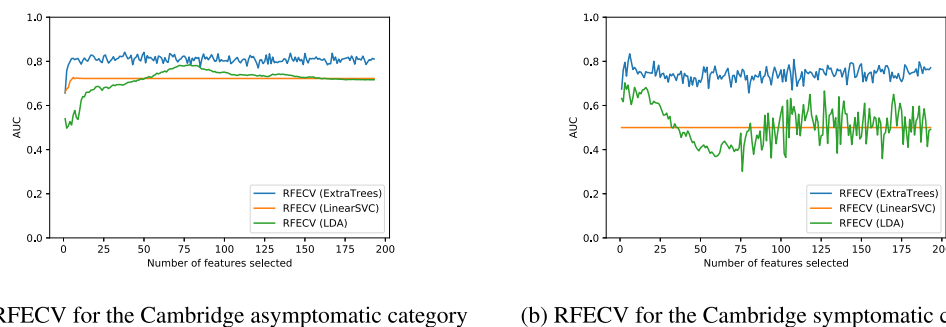 1.0
0.8
0.6
0.4
0.2
0.0
AUC
0 25 50 75 100 125 150 175 200
Number of features selected
RFECV (ExtraTrees)
RFECV (LinearSVC)
RFECV (LDA)
RFECV for the Cambridge asymptomatic category
1.0
0.8
0.6
0.4
0.2
0.0
AUC
0 25 50 75 100 125 150 175 200
Number of features selected
RFECV (ExtraTrees)
RFECV (LinearSVC)
RFECV (LDA)
(b) RFECV for the Cambridge symptomatic c